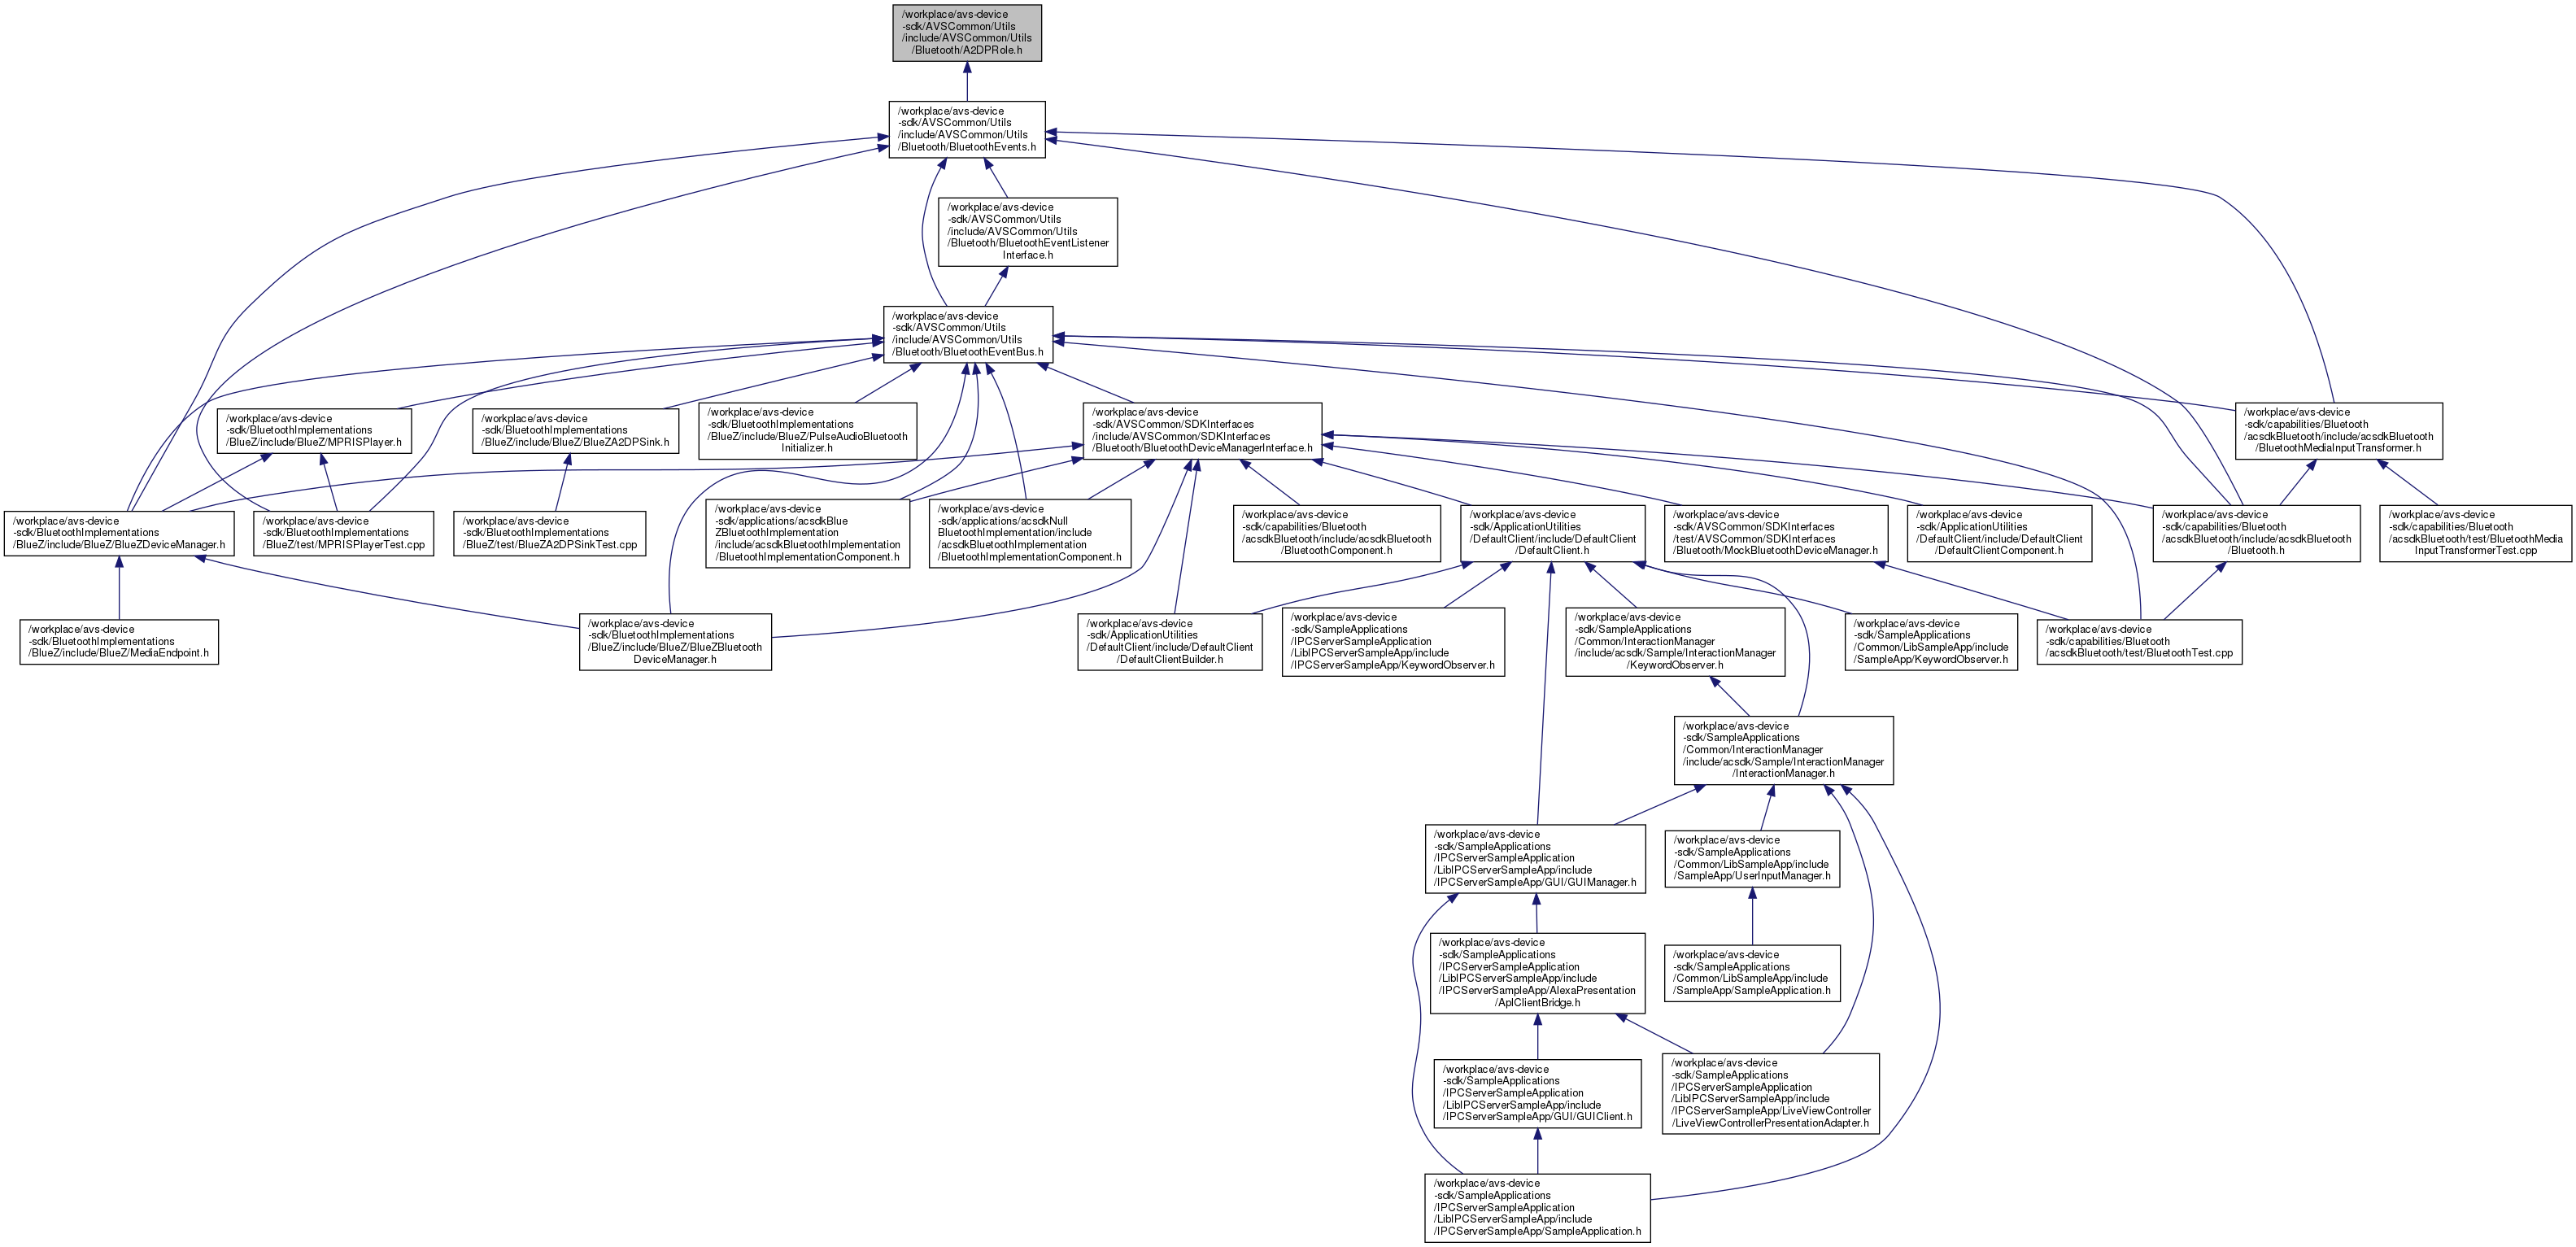 /workplace/avs-device
-sdk/AVSCommon/Utils
/include/AVSCommon/Utils
/Bluetooth/A2DPRole.h
/workplace/avs-device
-sdk/AVSCommon/Utils
/include/AVSCommon/Utils
/Bluetooth/BluetoothEvents.h
/workplace/avs-device
-sdk/AVSCommon/Utils
/include/AVSCommon/Utils
/Bluetooth/BluetoothEventListener
Interface.h
/workplace/avs-device
-sdk/AVSCommon/Utils
/include/AVSCommon/Utils
/Bluetooth/BluetoothEventBus.h
/workplace/avs-device
-sdk/BluetoothImplementations
/BlueZ/include/BlueZ/MPRISPlayer.h
/workplace/avs-device
-sdk/BluetoothImplementations
/BlueZ/include/BlueZ/BlueZA2DPSink.h
/workplace/avs-device
-sdk/BluetoothImplementations
/BlueZ/include/BlueZ/PulseAudioBluetooth
Initializer.h
/workplace/avs-device
-sdk/AVSCommon/SDKInterfaces
/include/AVSCommon/SDKInterfaces
/Bluetooth/BluetoothDeviceManagerInterface.h
/workplace/avs-device
-sdk/capabilities/Bluetooth
/acsdkBluetooth/include/acsdkBluetooth
/BluetoothMediaInputTransformer.h
/workplace/avs-device
-sdk/BluetoothImplementations
/BlueZ/include/BlueZ/BlueZDeviceManager.h
/workplace/avs-device
-sdk/BluetoothImplementations
/BlueZ/test/MPRISPlayerTest.cpp
/workplace/avs-device
-sdk/BluetoothImplementations
/BlueZ/test/BlueZA2DPSinkTest.cpp
/workplace/avs-device
-sdk/applications/acsdkBlue
ZBluetoothImplementation
/include/acsdkBluetoothImplementation
/BluetoothImplementationComponent.h
/workplace/avs-device
-sdk/applications/acsdkNull
BluetoothImplementation/include
/acsdkBluetoothImplementation
/BluetoothImplementationComponent.h
/workplace/avs-device
-sdk/capabilities/Bluetooth
/acsdkBluetooth/include/acsdkBluetooth
/BluetoothComponent.h
/workplace/avs-device
-sdk/ApplicationUtilities
/DefaultClient/include/DefaultClient
/DefaultClient.h
/workplace/avs-device
-sdk/AVSCommon/SDKInterfaces
/test/AVSCommon/SDKInterfaces
/Bluetooth/MockBluetoothDeviceManager.h
/workplace/avs-device
-sdk/ApplicationUtilities
/DefaultClient/include/DefaultClient
/DefaultClientComponent.h
/workplace/avs-device
-sdk/capabilities/Bluetooth
/acsdkBluetooth/include/acsdkBluetooth
/Bluetooth.h
/workplace/avs-device
-sdk/capabilities/Bluetooth
/acsdkBluetooth/test/BluetoothMedia
InputTransformerTest.cpp
/workplace/avs-device
-sdk/BluetoothImplementations
/BlueZ/include/BlueZ/MediaEndpoint.h
/workplace/avs-device
-sdk/BluetoothImplementations
/BlueZ/include/BlueZ/BlueZBluetooth
DeviceManager.h
/workplace/avs-device
-sdk/ApplicationUtilities
/DefaultClient/include/DefaultClient
/DefaultClientBuilder.h
/workplace/avs-device
-sdk/SampleApplications
/IPCServerSampleApplication
/LibIPCServerSampleApp/include
/IPCServerSampleApp/KeywordObserver.h
/workplace/avs-device
-sdk/SampleApplications
/Common/InteractionManager
/include/acsdk/Sample/InteractionManager
/KeywordObserver.h
/workplace/avs-device
-sdk/SampleApplications
/Common/LibSampleApp/include
/SampleApp/KeywordObserver.h
/workplace/avs-device
-sdk/capabilities/Bluetooth
/acsdkBluetooth/test/BluetoothTest.cpp
/workplace/avs-device
-sdk/SampleApplications
/Common/InteractionManager
/include/acsdk/Sample/InteractionManager
/InteractionManager.h
/workplace/avs-device
-sdk/SampleApplications
/IPCServerSampleApplication
/LibIPCServerSampleApp/include
/IPCServerSampleApp/GUI/GUIManager.h
/workplace/avs-device
-sdk/SampleApplications
/Common/LibSampleApp/include
/SampleApp/UserInputManager.h
/workplace/avs-device
-sdk/SampleApplications
/IPCServerSampleApplication
/LibIPCServerSampleApp/include
/IPCServerSampleApp/AlexaPresentation
/AplClientBridge.h
/workplace/avs-device
-sdk/SampleApplications
/Common/LibSampleApp/include
/SampleApp/SampleApplication.h
/workplace/avs-device
-sdk/SampleApplications
/IPCServerSampleApplication
/LibIPCServerSampleApp/include
/IPCServerSampleApp/GUI/GUIClient.h
/workplace/avs-device
-sdk/SampleApplications
/IPCServerSampleApplication
/LibIPCServerSampleApp/include
/IPCServerSampleApp/LiveViewController
/LiveViewControllerPresentationAdapter.h
/workplace/avs-device
-sdk/SampleApplications
/IPCServerSampleApplication
/LibIPCServerSampleApp/include
/IPCServerSampleApp/SampleApplication.h